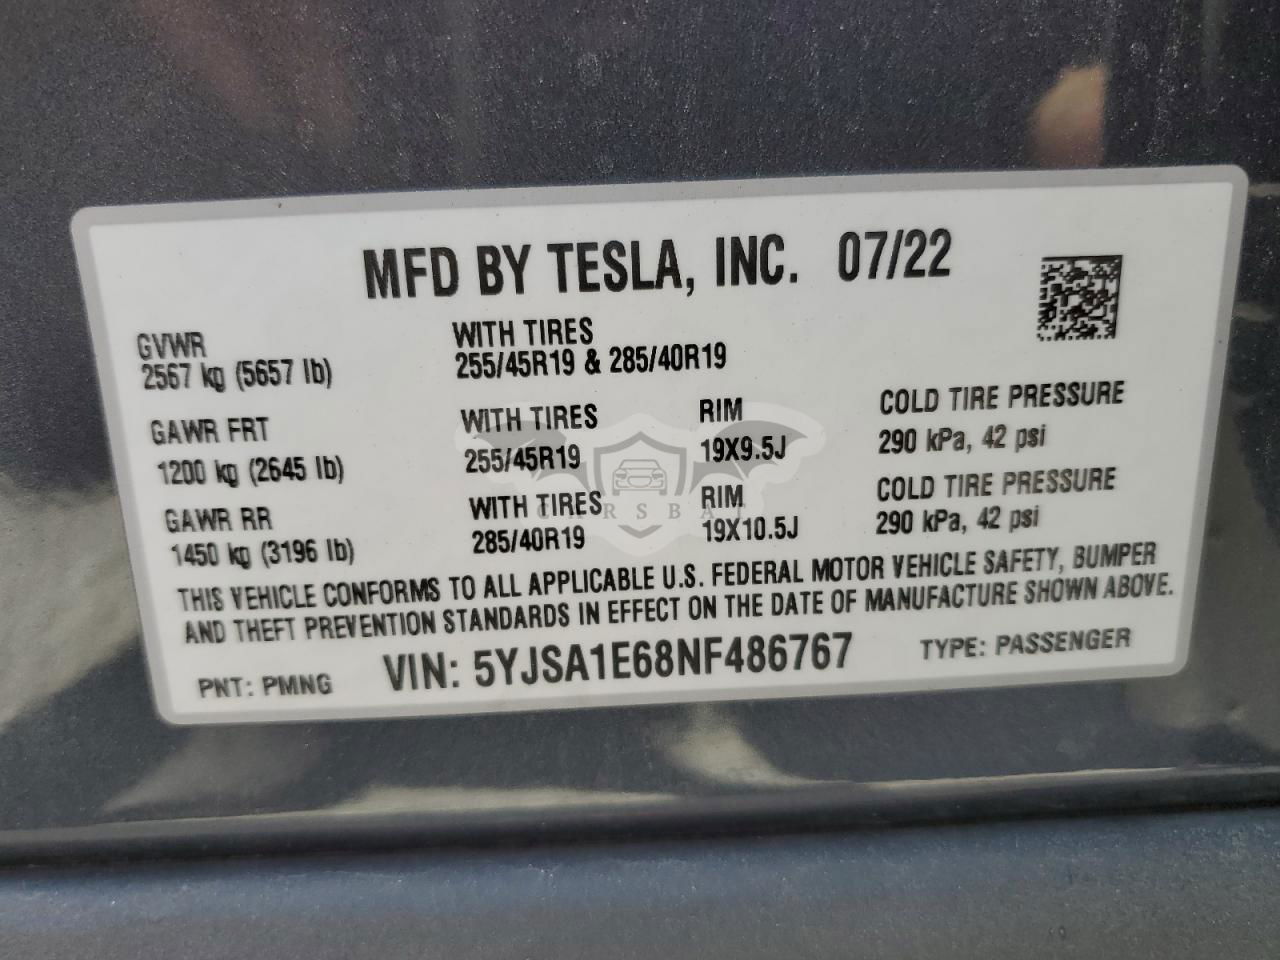 MFD BY TESLA, INC. 07/22
GVWR
2567 kg (5657 lb)
WITH TIRES
255/45R19 & 285/40R19
GAWR FRT
1200 kg (2645 lb)
WITH TIRES
255/45R19
RIM
19X9.5J
COLD TIRE PRESSURE
290 kPa, 42 psi
GAWR RR
1450 kg (3196 lb)
WITH TIRES
285/40R19
RIM
19X10.5J
COLD TIRE PRESSURE
290 kPa, 42 psi
CARSBAT
THIS VEHICLE CONFORMS TO ALL APPLICABLE U.S. FEDERAL MOTOR VEHICLE SAFETY, BUMPER
AND THEFT PREVENTION STANDARDS IN EFFECT ON THE DATE OF MANUFACTURE SHOWN ABOVE.
PNT: PMNG VIN: 5YJSA1E68NF486767 TYPE: PASSENGER